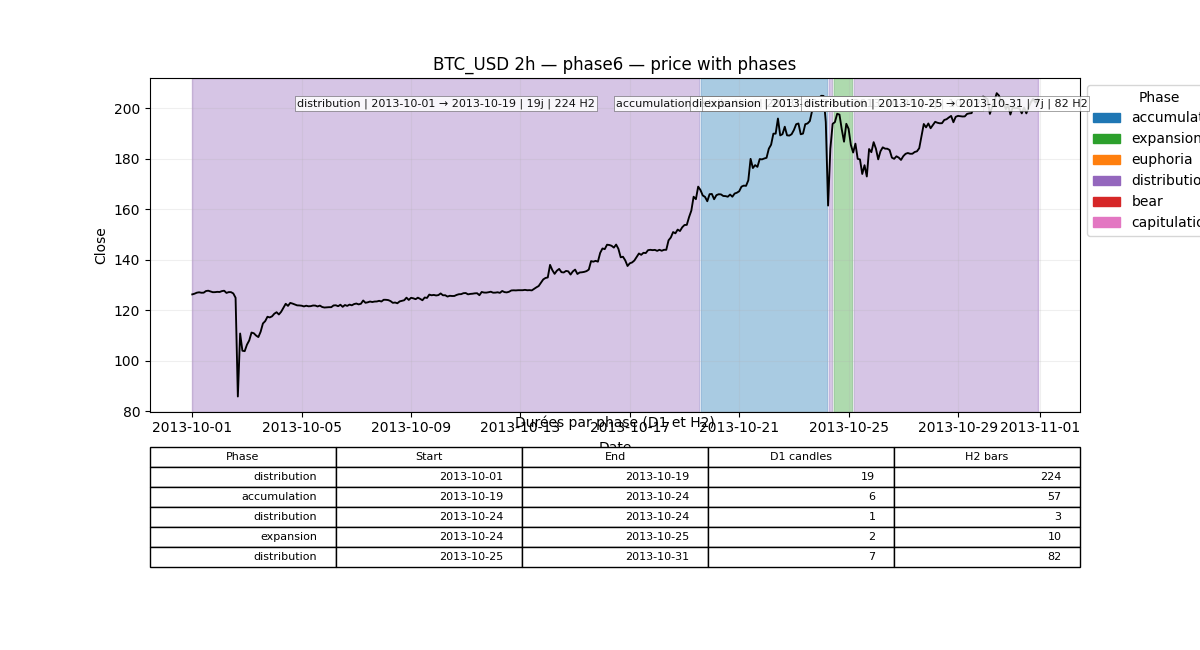 BTC_USD 2h — phase6 — price with phases
distribution | 2013-10-01 → 2013-10-19 | 19j | 224 H2
accumulation
di
expansion | 2013-
distribution | 2013-10-25 → 2013-10-31 | 7j | 82 H2
Phase
accumulat
expansion
euphoria
distributio
bear
capitulatio
Close
200
180
160
140
120
100
80
2013-10-01 2013-10-05 2013-10-09 2013-10-13 2013-10-17 2013-10-21 2013-10-25 2013-10-29 2013-11-01
Durées par phase (D1 et H2)
Date
Phase Start End D1 candles H2 bars
distribution 2013-10-01 2013-10-19 19 224
accumulation 2013-10-19 2013-10-24 6 57
distribution 2013-10-24 2013-10-24 1 3
expansion 2013-10-24 2013-10-25 2 10
distribution 2013-10-25 2013-10-31 7 82